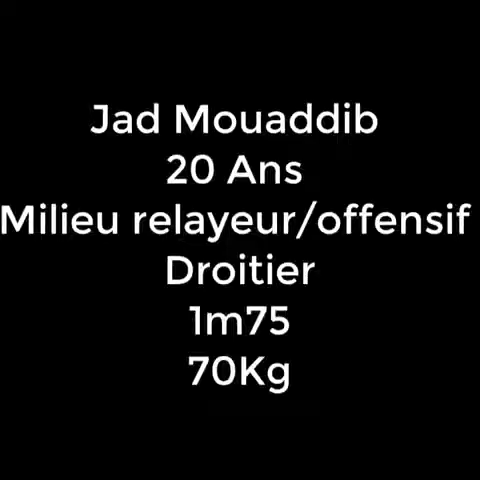 Jad Mouaddib
20 Ans
Milieu relayeur/offensif
Droitier
1m75
70Kg